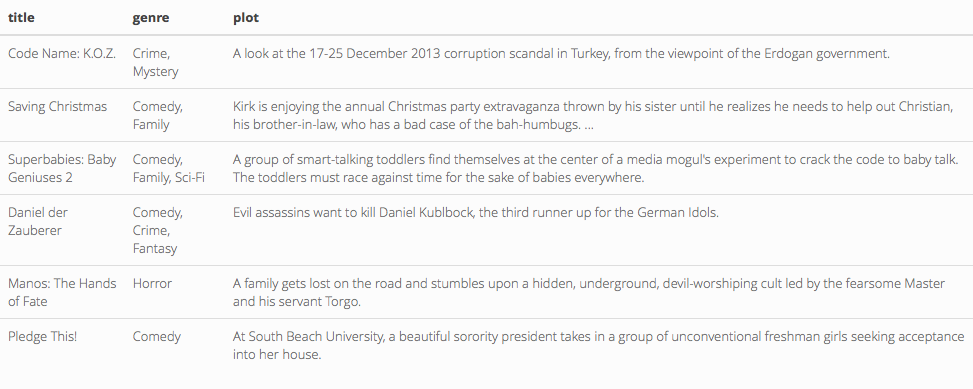 title genre plot
Code Name: K.O.Z. Crime, A look at the 17-25 December 2013 corruption scandal in Turkey, from the viewpoint of the Erdogan government.
Mystery
Saving Christmas Comedy, Kirk is enjoying the annual Christmas party extravaganza thrown by his sister until he realizes he needs to help out Christian,
Family his brother-in-law, who has a bad case of the bah-humbugs. ...
Superbabies: Baby Comedy, A group of smart-talking toddlers find themselves at the center of a media mogul's experiment to crack the code to baby talk.
Geniuses 2 Family, Sci-Fi The toddlers must race against time for the sake of babies everywhere.
Daniel der Comedy, Evil assassins want to kill Daniel Kublbock, the third runner up for the German Idols.
Zauberer Crime,
Fantasy
Manos: The Hands Horror A family gets lost on the road and stumbles upon a hidden, underground, devil-worshiping cult led by the fearsome Master
of Fate and his servant Torgo.
Pledge This! Comedy At South Beach University, a beautiful sorority president takes in a group of unconventional freshman girls seeking acceptance
into her house.